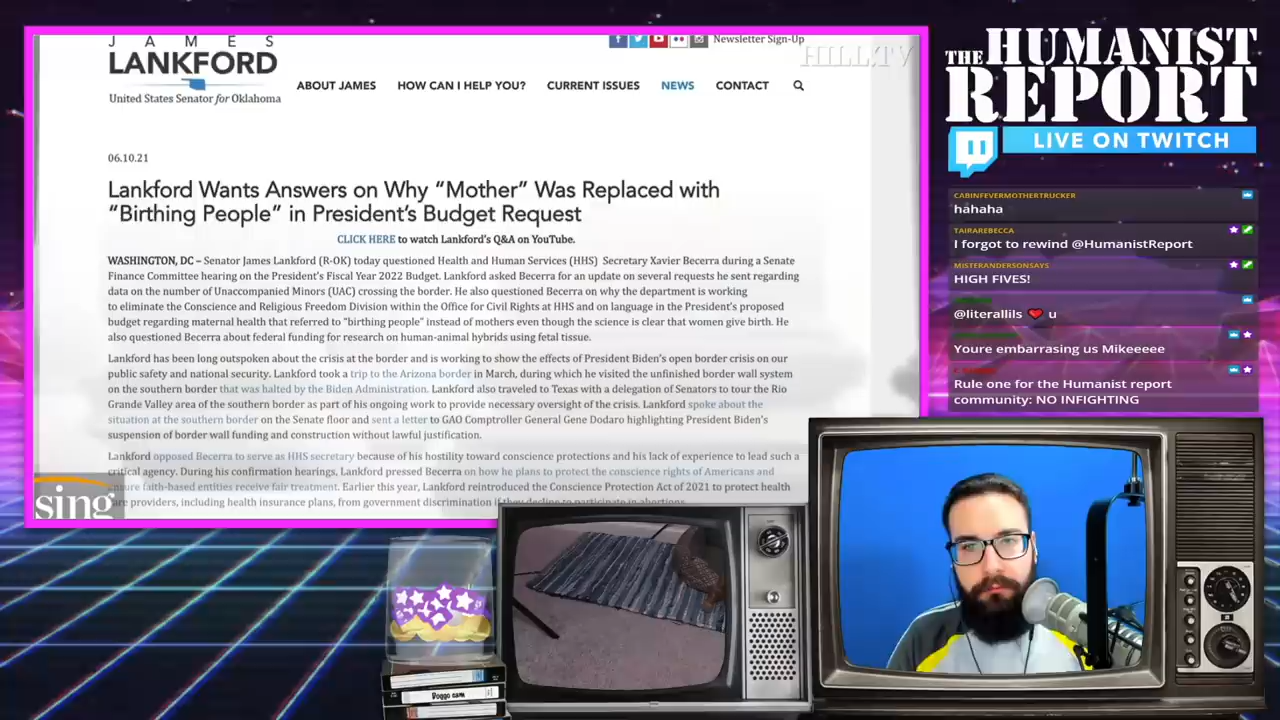 JAMES
LANKFORD
United States Senator for Oklahoma
Newsletter Sign-Up
HILL.TV
ABOUT JAMES
HOW CAN I HELP YOU?
CURRENT ISSUES
NEWS
CONTACT
06.10.21
Lankford Wants Answers on Why “Mother” Was Replaced with
“Birthing People” in President’s Budget Request
CLICK HERE to watch Lankford’s Q&A on YouTube.
WASHINGTON, DC – Senator James Lankford (R-OK) today questioned Health and Human Services (HHS) Secretary Xavier Becerra during a Senate
Finance Committee hearing on the President’s Fiscal Year 2022 Budget. Lankford asked Becerra for an update on several requests he sent regarding
data on the number of Unaccompanied Minors (UAC) crossing the border. He also questioned Becerra on why the department is working
to eliminate the Conscience and Religious Freedom Division within the Office for Civil Rights at HHS and on language in the President’s proposed
budget regarding maternal health that referred to “birthing people” instead of mothers even though the science is clear that women give birth. He
also questioned Becerra about federal funding for research on human-animal hybrids using fetal tissue.
Lankford has been long outspoken about the crisis at the border and is working to show the effects of President Biden’s open border crisis on our
public safety and national security. Lankford took a trip to the Arizona border in March, during which he visited the unfinished border wall system
on the southern border that was halted by the Biden Administration. Lankford also traveled to Texas with a delegation of Senators to tour the Rio
Grande Valley area of the southern border as part of his ongoing work to provide necessary oversight of the crisis. Lankford spoke about the
situation at the southern border on the Senate floor and sent a letter to GAO Comptroller General Gene Dodaro highlighting President Biden’s
suspension of border wall funding and construction without lawful justification.
Lankford opposed Becerra to serve as HHS secretary because of his hostility toward conscience protections and his lack of experience to lead such a
critical agency. During his confirmation hearings, Lankford pressed Becerra on how he plans to protect the conscience rights of Americans and
ensure faith-based entities receive fair treatment. Earlier this year, Lankford reintroduced the Conscience Protection Act of 2021 to protect health
care providers, including health insurance plans, from government discrimination if they decline to participate in abortions.
sing
THE HUMANIST
REPORT
LIVE ON TWITCH
CABINFEVERMOTHERTRUCKER
hahaha
TAIRAREBECCA
I forgot to rewind @HumanistReport
MISTERANDERSONSAYS
HIGH FIVES!
@literallils ❤ u
Youre embarrasing us Mikeeeee
Rule one for the Humanist report
community: NO INFIGHTING
Doggo cam